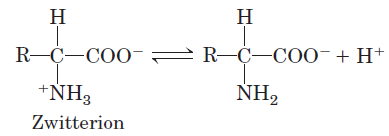 H H
R—C—COO⁻ ⇌ R—C—COO⁻ + H⁺
⁺NH₃ NH₂
Zwitterion